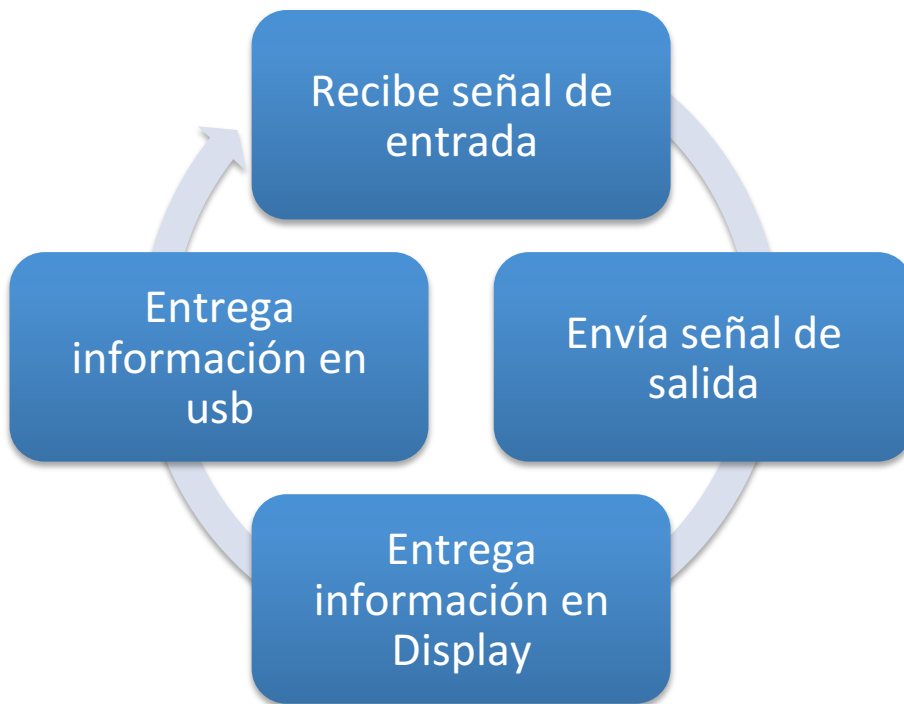 Recibe señal de
entrada
Envía señal de
salida
Entrega
información en
Display
Entrega
información en
usb